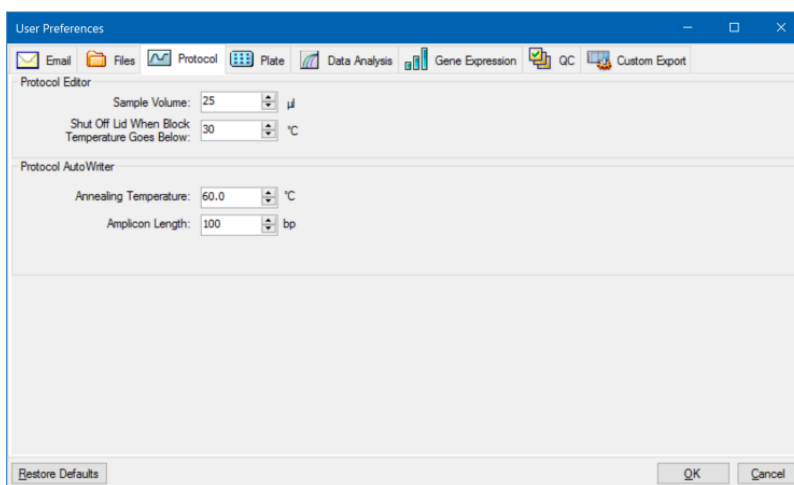 User Preferences
Email Files Protocol Plate Data Analysis Gene Expression QC Custom Export
Protocol Editor
Sample Volume: 25 µl
Shut Off Lid When Block
Temperature Goes Below: 30 °C
Protocol AutoWriter
Annealing Temperature: 60.0 °C
Amplicon Length: 100 bp
Restore Defaults OK Cancel